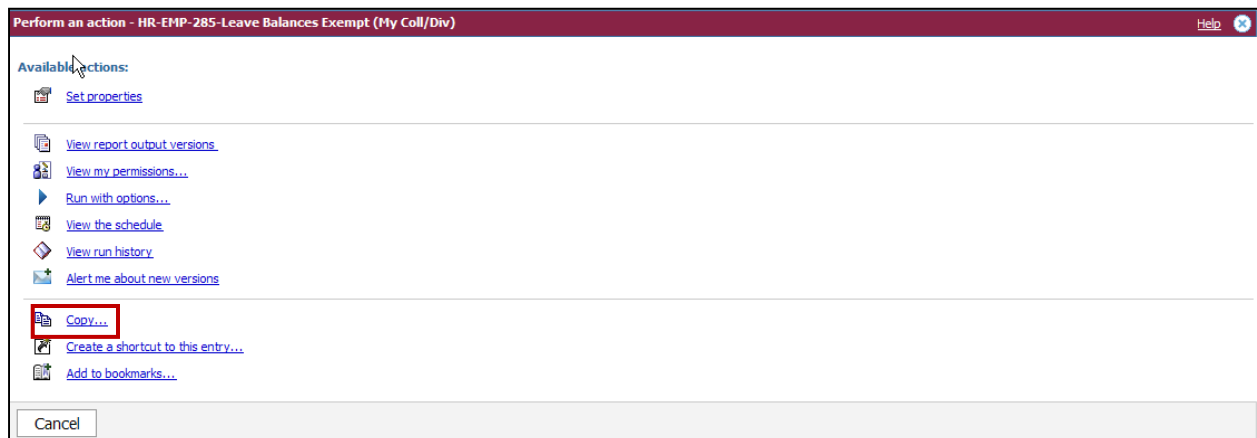 Perform an action - HR-EMP-285-Leave Balances Exempt (My Coll/Div) Help
Available actions:
Set properties
View report output versions
View my permissions...
Run with options...
View the schedule
View run history
Alert me about new versions
Copy...
Create a shortcut to this entry...
Add to bookmarks...
Cancel